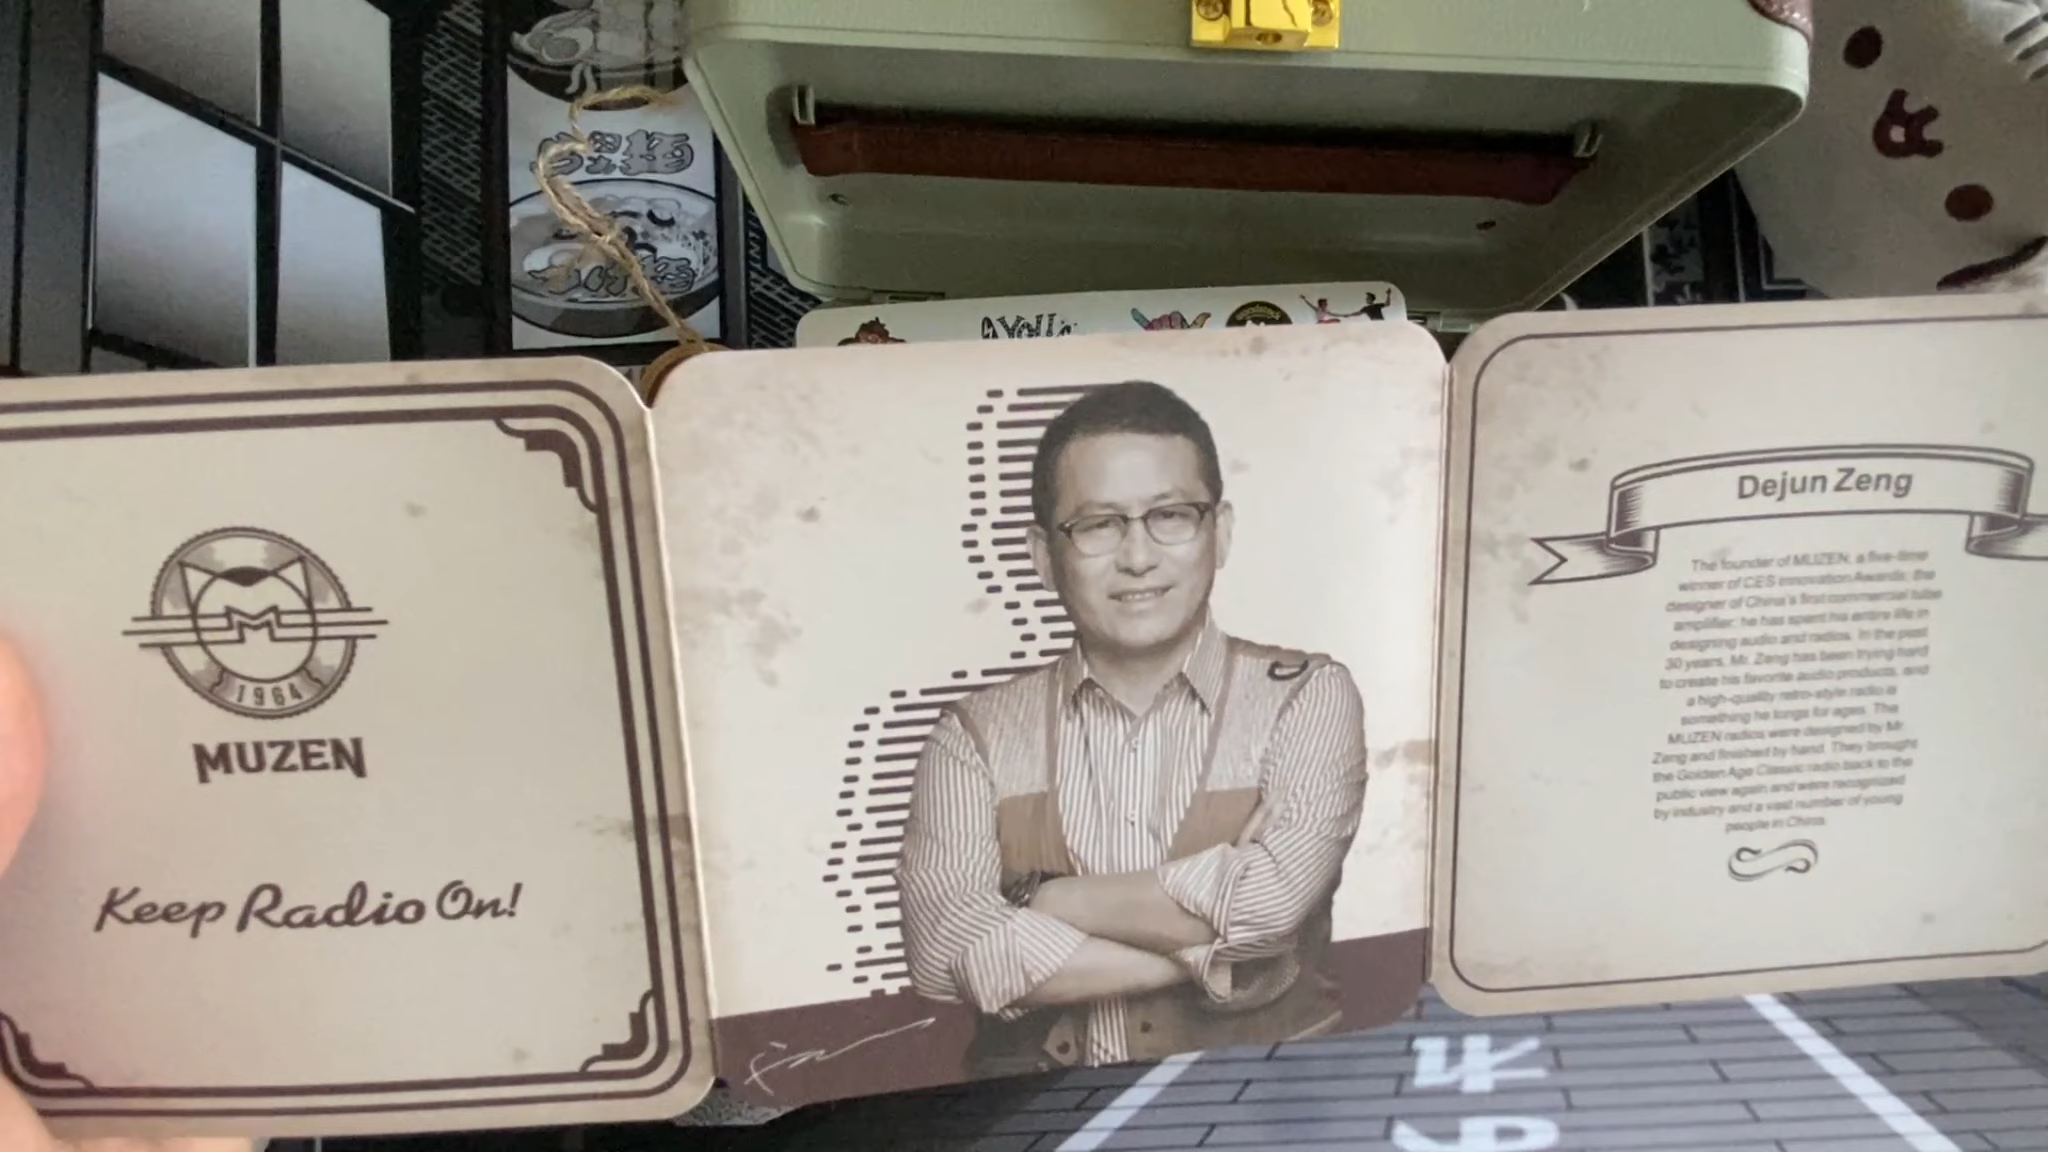 1964
MUZEN
Keep Radio On!
Dejun Zeng
The founder of MUZEN, a five-time
winner of CES Innovation Awards, the
designer of China's first commercial tube
amplifier, he has spent his entire life in
designing audio and radios. In the past
30 years, Mr. Zeng has been trying hard
to create his favorite audio products, and
a high-quality retro-style radio is
something he longs for ages. The
MUZEN radios were designed by Mr.
Zeng and finished by hand. They brought
the Golden Age Classic radio back to the
public view again and were recognized
by industry and a vast number of young
people in China.